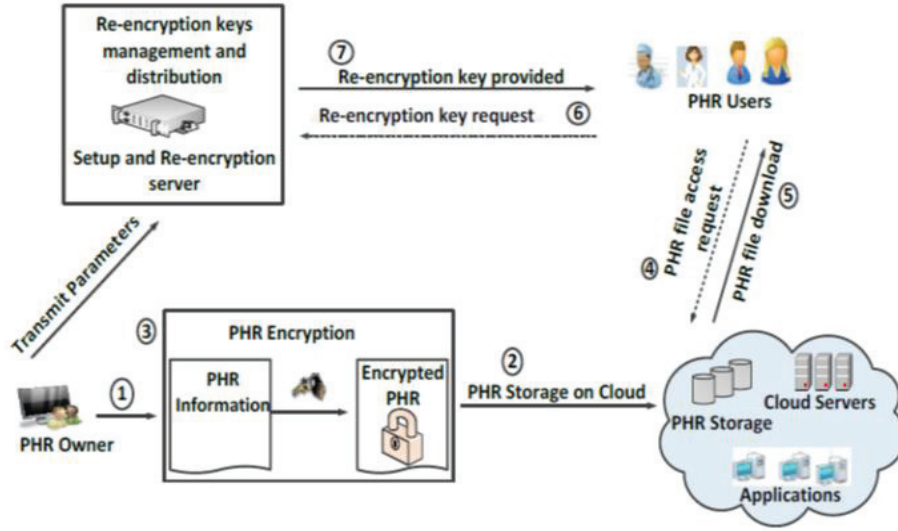 Re-encryption keys
management and
distribution
Setup and Re-encryption
server
7
Re-encryption key provided
Re-encryption key request
6
PHR Users
4
PHR file access
request
PHR file download
5
Transmit Parameters
3
PHR Encryption
PHR
Information
Encrypted
PHR
1
PHR Owner
2
PHR Storage on Cloud
Cloud Servers
PHR Storage
Applications